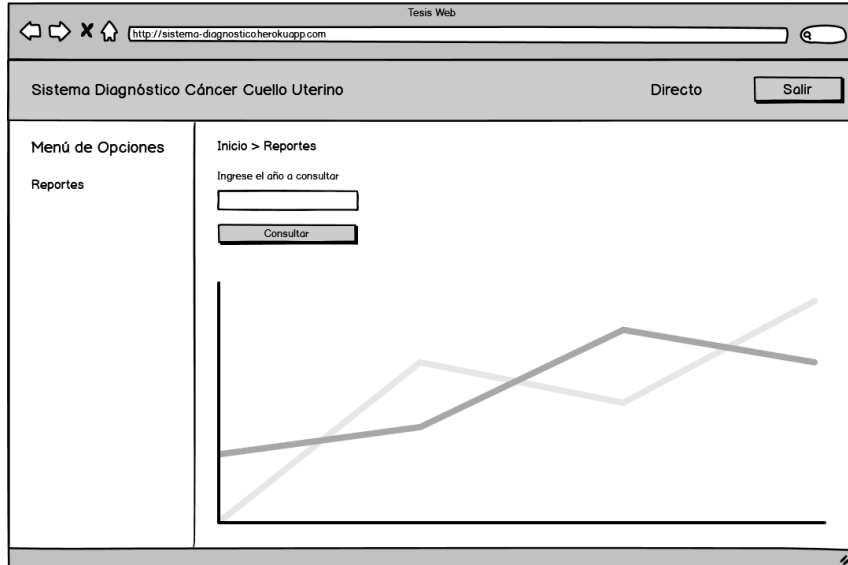 Tesis Web
http://sistema-diagnostico.herokuapp.com
Sistema Diagnóstico Cáncer Cuello Uterino
Directo
Salir
Menú de Opciones
Reportes
Inicio > Reportes
Ingrese el año a consultar
Consultar